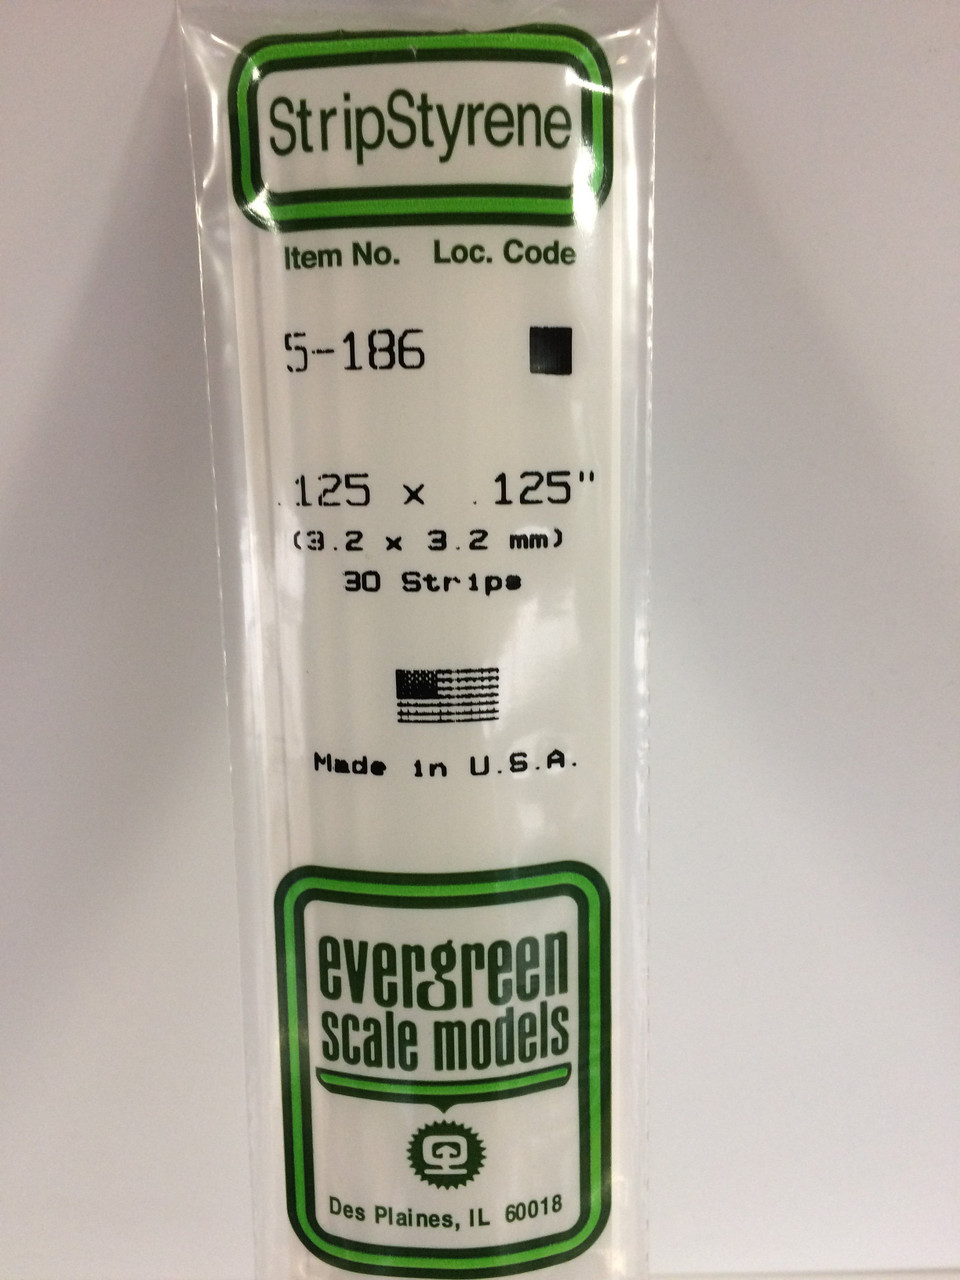 StripStyrene
Item No. Loc. Code
5-186
.125 x .125"
(3.2 x 3.2 mm)
30 Strips
Made in U.S.A.
evergreen
scale models
Des Plaines, IL 60018